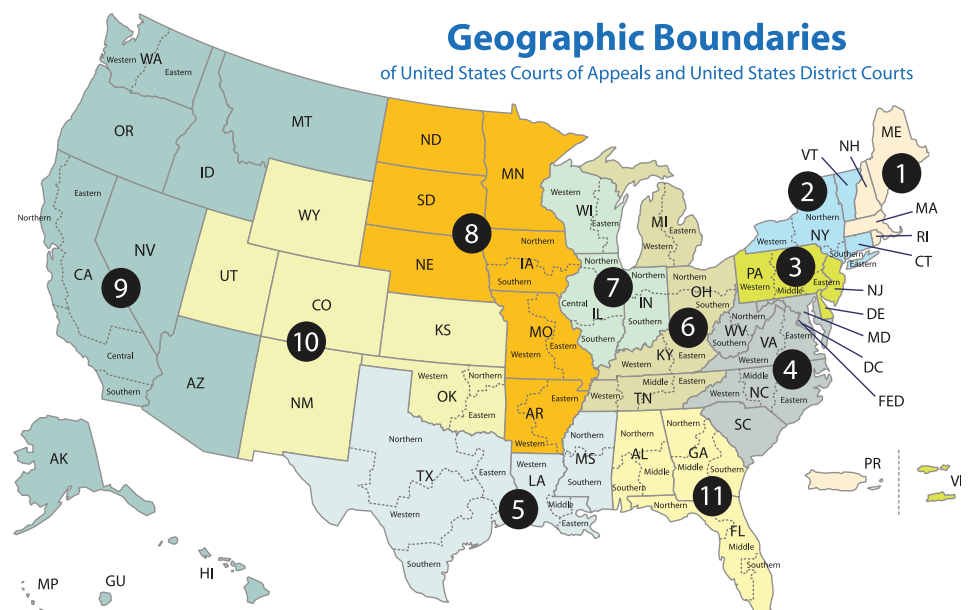 Geographic Boundaries
of United States Courts of Appeals and United States District Courts
Western WA
Eastern
OR
ID
MT
Eastern
Northern
CA
NV
9
Central
Southern
AZ
AK
HI
GU
MP
WY
UT
CO
10
KS
NM
Western
Northern
OK
Eastern
ND
MN
SD
8
NE
Northern
IA
Southern
MO
Western
Eastern
AR
Eastern
Western
Western
WI
Eastern
Northern
7
Central
IL
Southern
Northern
IN
Southern
MI
Western
Eastern
Northern
OH
Southern
6
KY
Western
Eastern
Western
Middle
TN
Eastern
Northern
TX
Eastern
Western
Southern
5
Western
LA
Middle
Eastern
Northern
MS
Southern
Northern
AL
Middle
Southern
Northern
GA
Middle
Southern
11
Northern
FL
Middle
Southern
Northern
WV
Southern
VA
Eastern
Western
4
Middle
NC
Western
Eastern
SC
PA
3
Western
Middle
Eastern
2
VT
NH
ME
1
Northern
NY
Western
Southern
Eastern
MA
RI
CT
NJ
DE
MD
DC
FED
PR